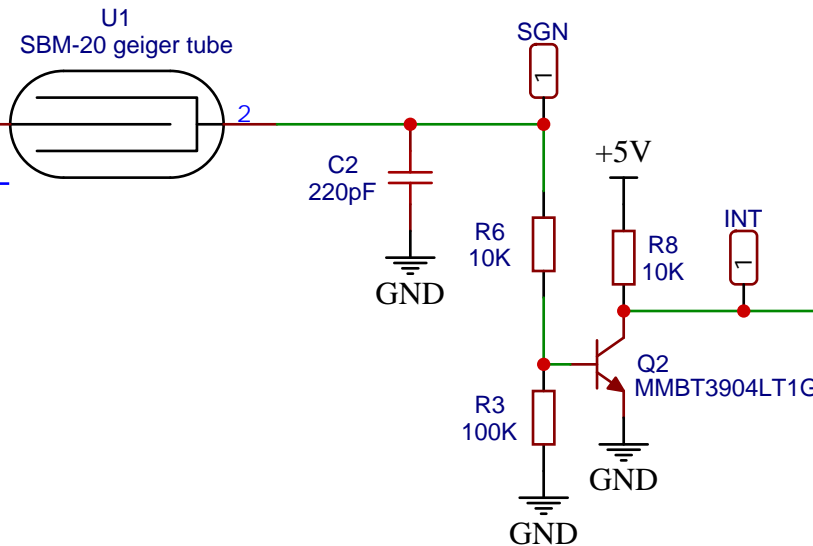 U1
SBM-20 geiger tube
2
SGN
1
C2
220pF
GND
R6
10K
+5V
R8
10K
INT
1
R3
100K
Q2
MMBT3904LT1G
GND
GND